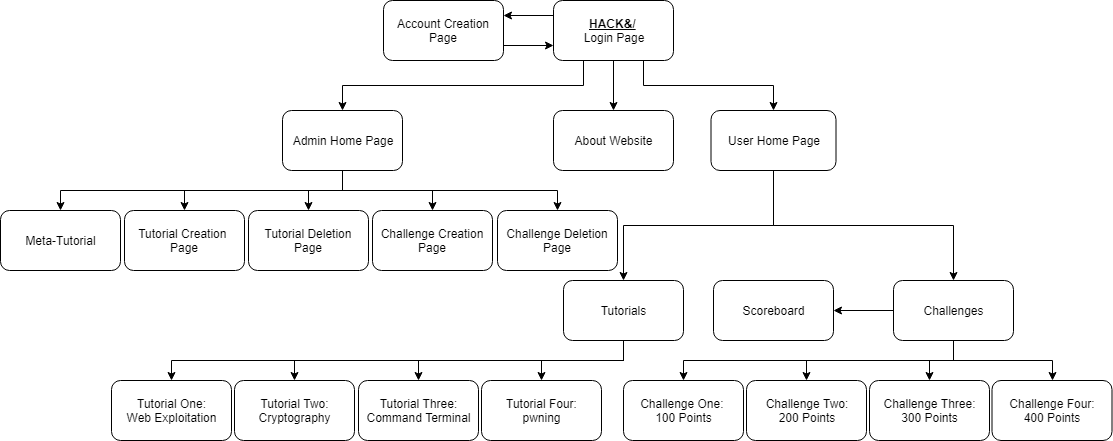 Account Creation
Page
HACK&/
Login Page
Admin Home Page
About Website
User Home Page
Meta-Tutorial
Tutorial Creation
Page
Tutorial Deletion
Page
Challenge Creation
Page
Challenge Deletion
Page
Tutorials
Scoreboard
Challenges
Tutorial One:
Web Exploitation
Tutorial Two:
Cryptography
Tutorial Three:
Command Terminal
Tutorial Four:
pwning
Challenge One:
100 Points
Challenge Two:
200 Points
Challenge Three:
300 Points
Challenge Four:
400 Points